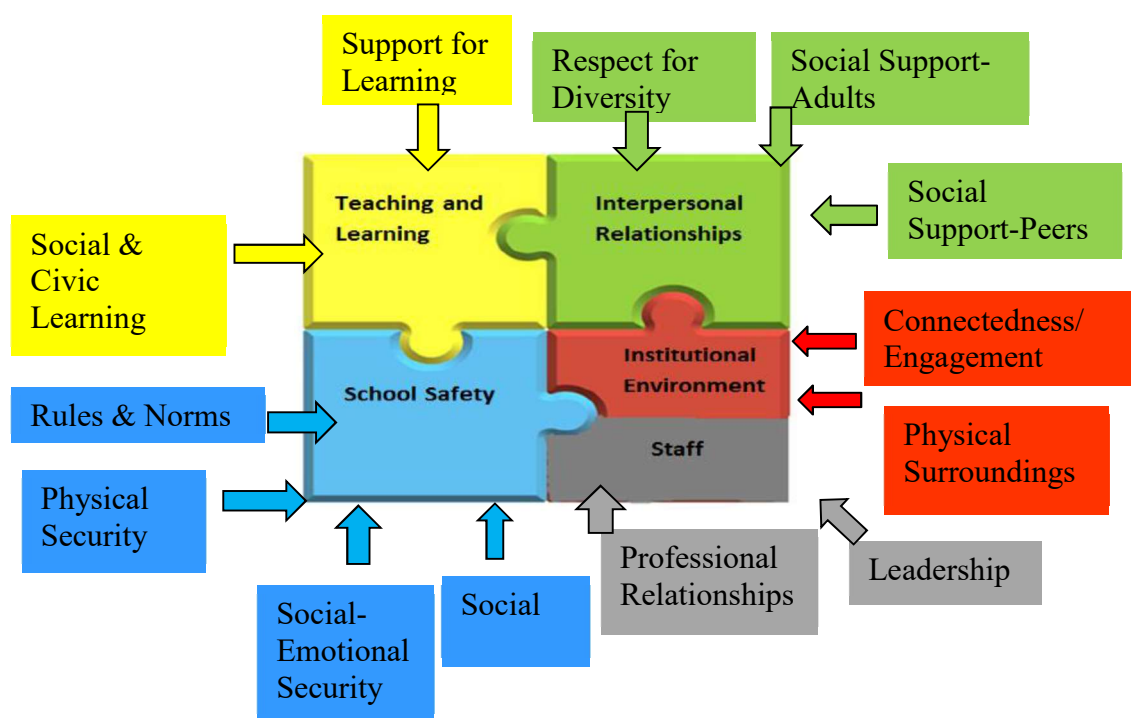 Support for
Learning
Respect for
Diversity
Social Support-
Adults
Teaching and
Learning
Interpersonal
Relationships
Social
Support-Peers
Social &
Civic
Learning
Connectedness/
Engagement
Institutional
Environment
School Safety
Rules & Norms
Physical
Surroundings
Staff
Physical
Security
Professional
Relationships
Leadership
Social-
Emotional
Security
Social